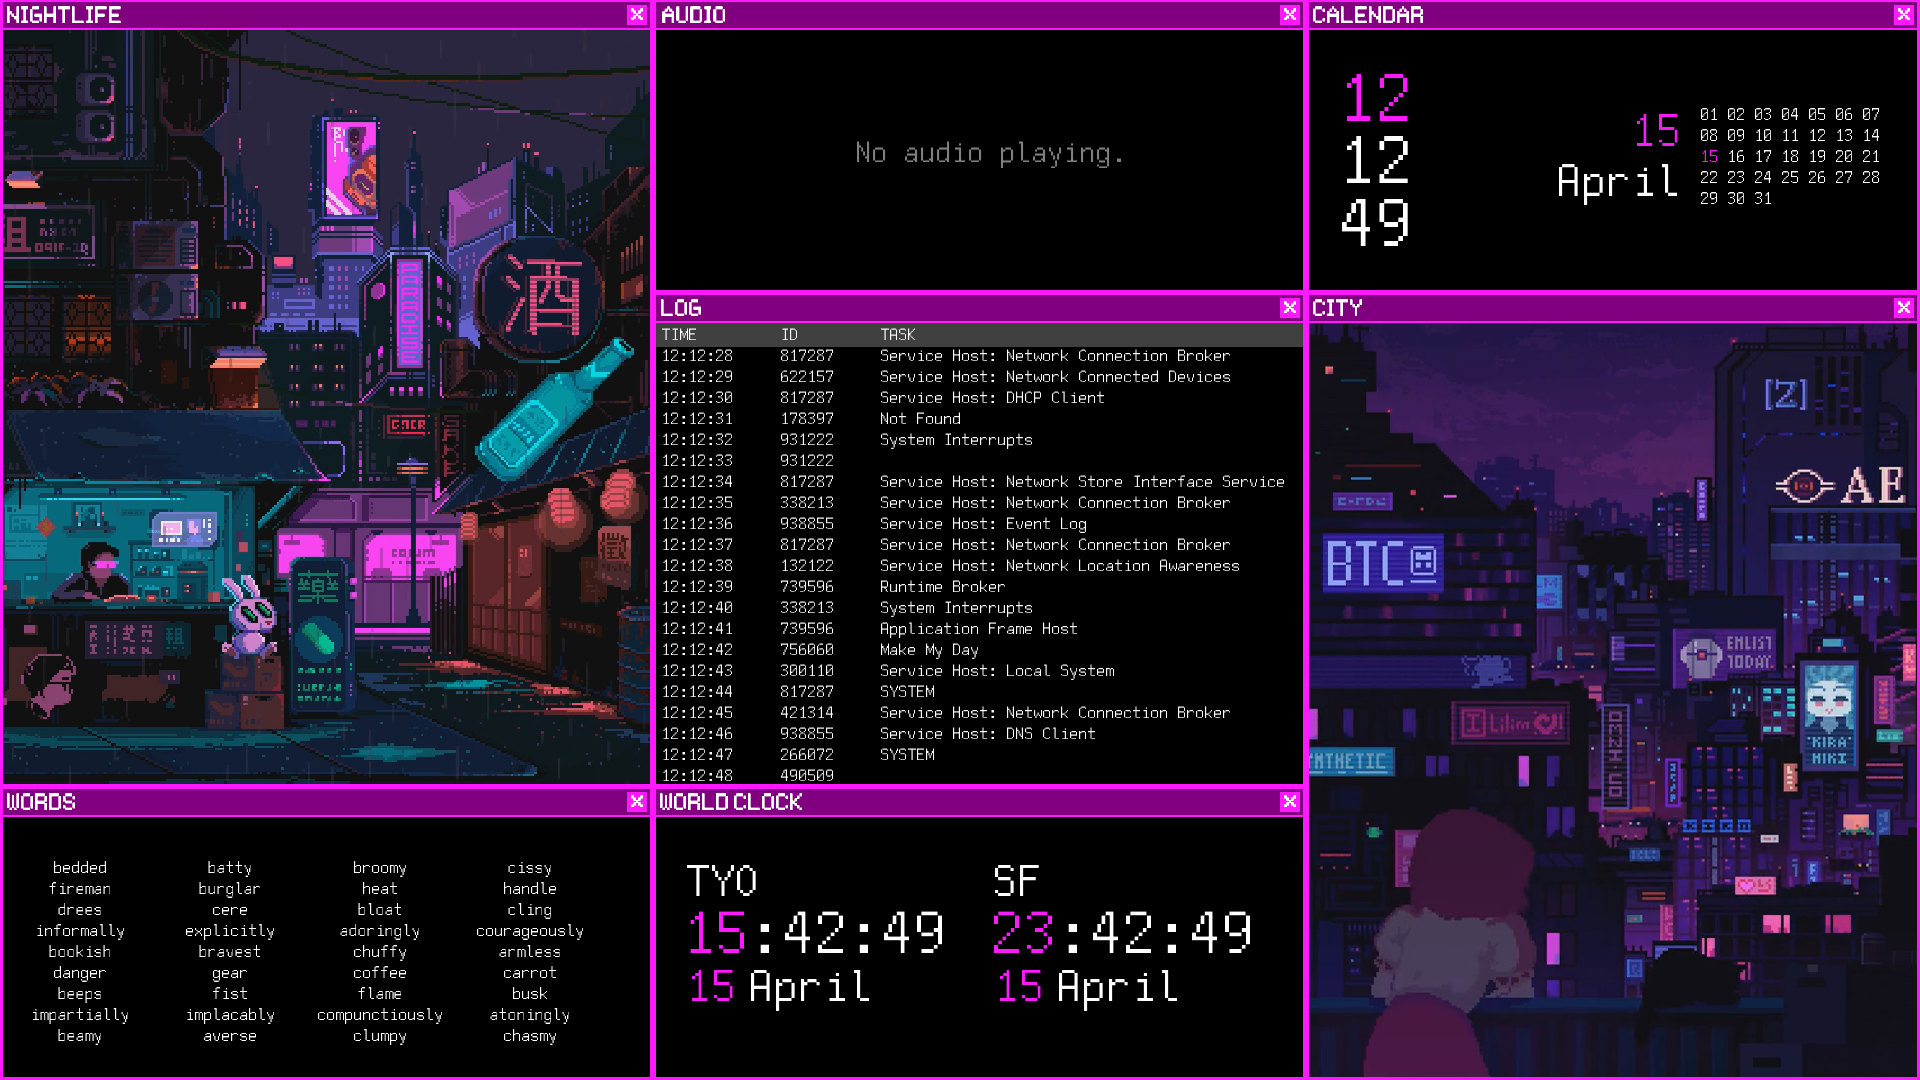 NIGHTLIFE
PARADISE
酒
薬
AUDIO
No audio playing.
CALENDAR
12
12
49
15
April
01 02 03 04 05 06 07
08 09 10 11 12 13 14
15 16 17 18 19 20 21
22 23 24 25 26 27 28
29 30 31
LOG
TIME ID TASK
12:12:28 817287 Service Host: Network Connection Broker
12:12:29 622157 Service Host: Network Connected Devices
12:12:30 817287 Service Host: DHCP Client
12:12:31 178397 Not Found
12:12:32 931222 System Interrupts
12:12:33 931222
12:12:34 817287 Service Host: Network Store Interface Service
12:12:35 338213 Service Host: Network Connection Broker
12:12:36 938855 Service Host: Event Log
12:12:37 817287 Service Host: Network Connection Broker
12:12:38 132122 Service Host: Network Location Awareness
12:12:39 739596 Runtime Broker
12:12:40 338213 System Interrupts
12:12:41 739596 Application Frame Host
12:12:42 756060 Make My Day
12:12:43 300110 Service Host: Local System
12:12:44 817287 SYSTEM
12:12:45 421314 Service Host: Network Connection Broker
12:12:46 938855 Service Host: DNS Client
12:12:47 266072 SYSTEM
12:12:48 490509
CITY
[Z]
AE
BTC
ENLIST
TODAY
I Lilim
"KIRA"
MIKI
WORDS
bedded batty broomy cissy
fireman burglar heat handle
drees cere bloat cling
informally explicitly adoringly courageously
bookish bravest chuffy armless
danger gear coffee carrot
beeps fist flame busk
impartially implacably compunctiously atoningly
beamy averse clumpy chasmy
WORLD CLOCK
TYO
15:42:49
15 April
SF
23:42:49
15 April